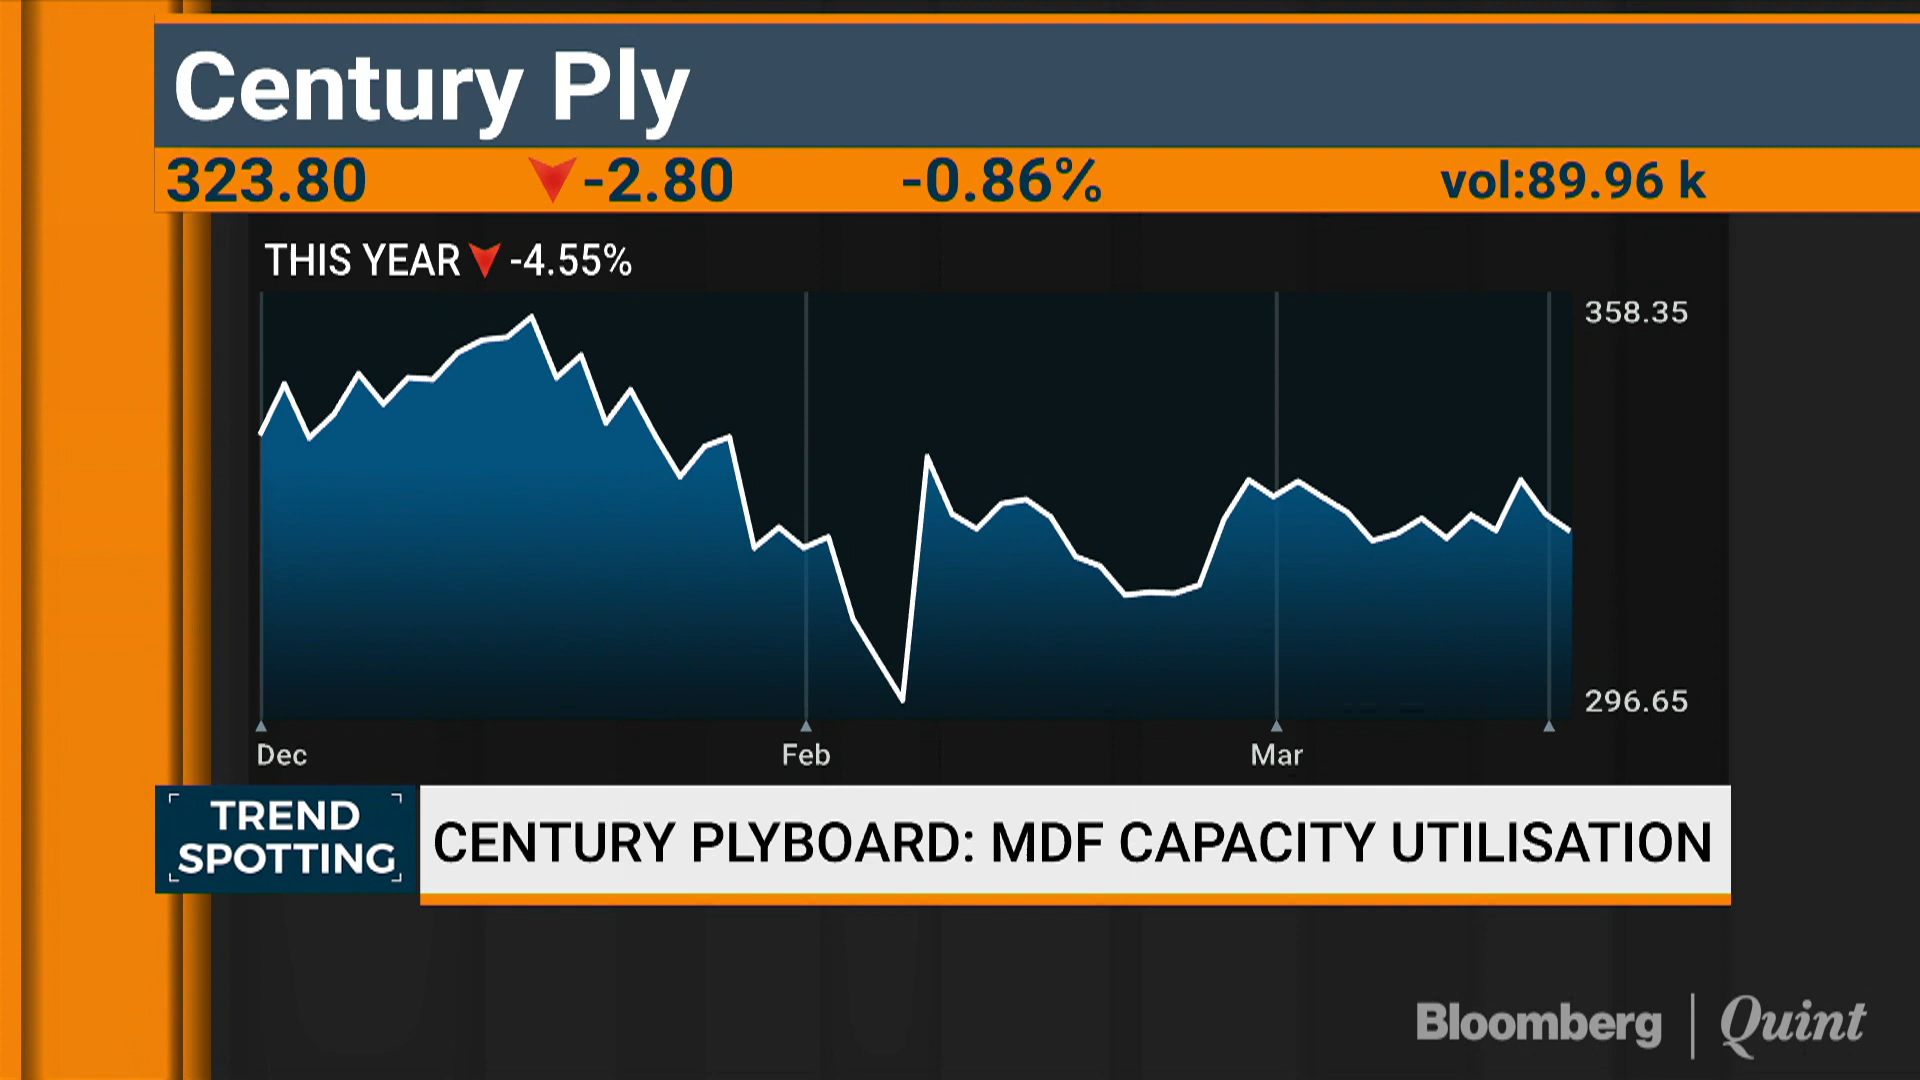 Century Ply
323.80 -2.80 -0.86% vol:89.96 k
THIS YEAR -4.55%
358.35
296.65
Dec Feb Mar
TREND
SPOTTING
CENTURY PLYBOARD: MDF CAPACITY UTILISATION
Bloomberg | Quint